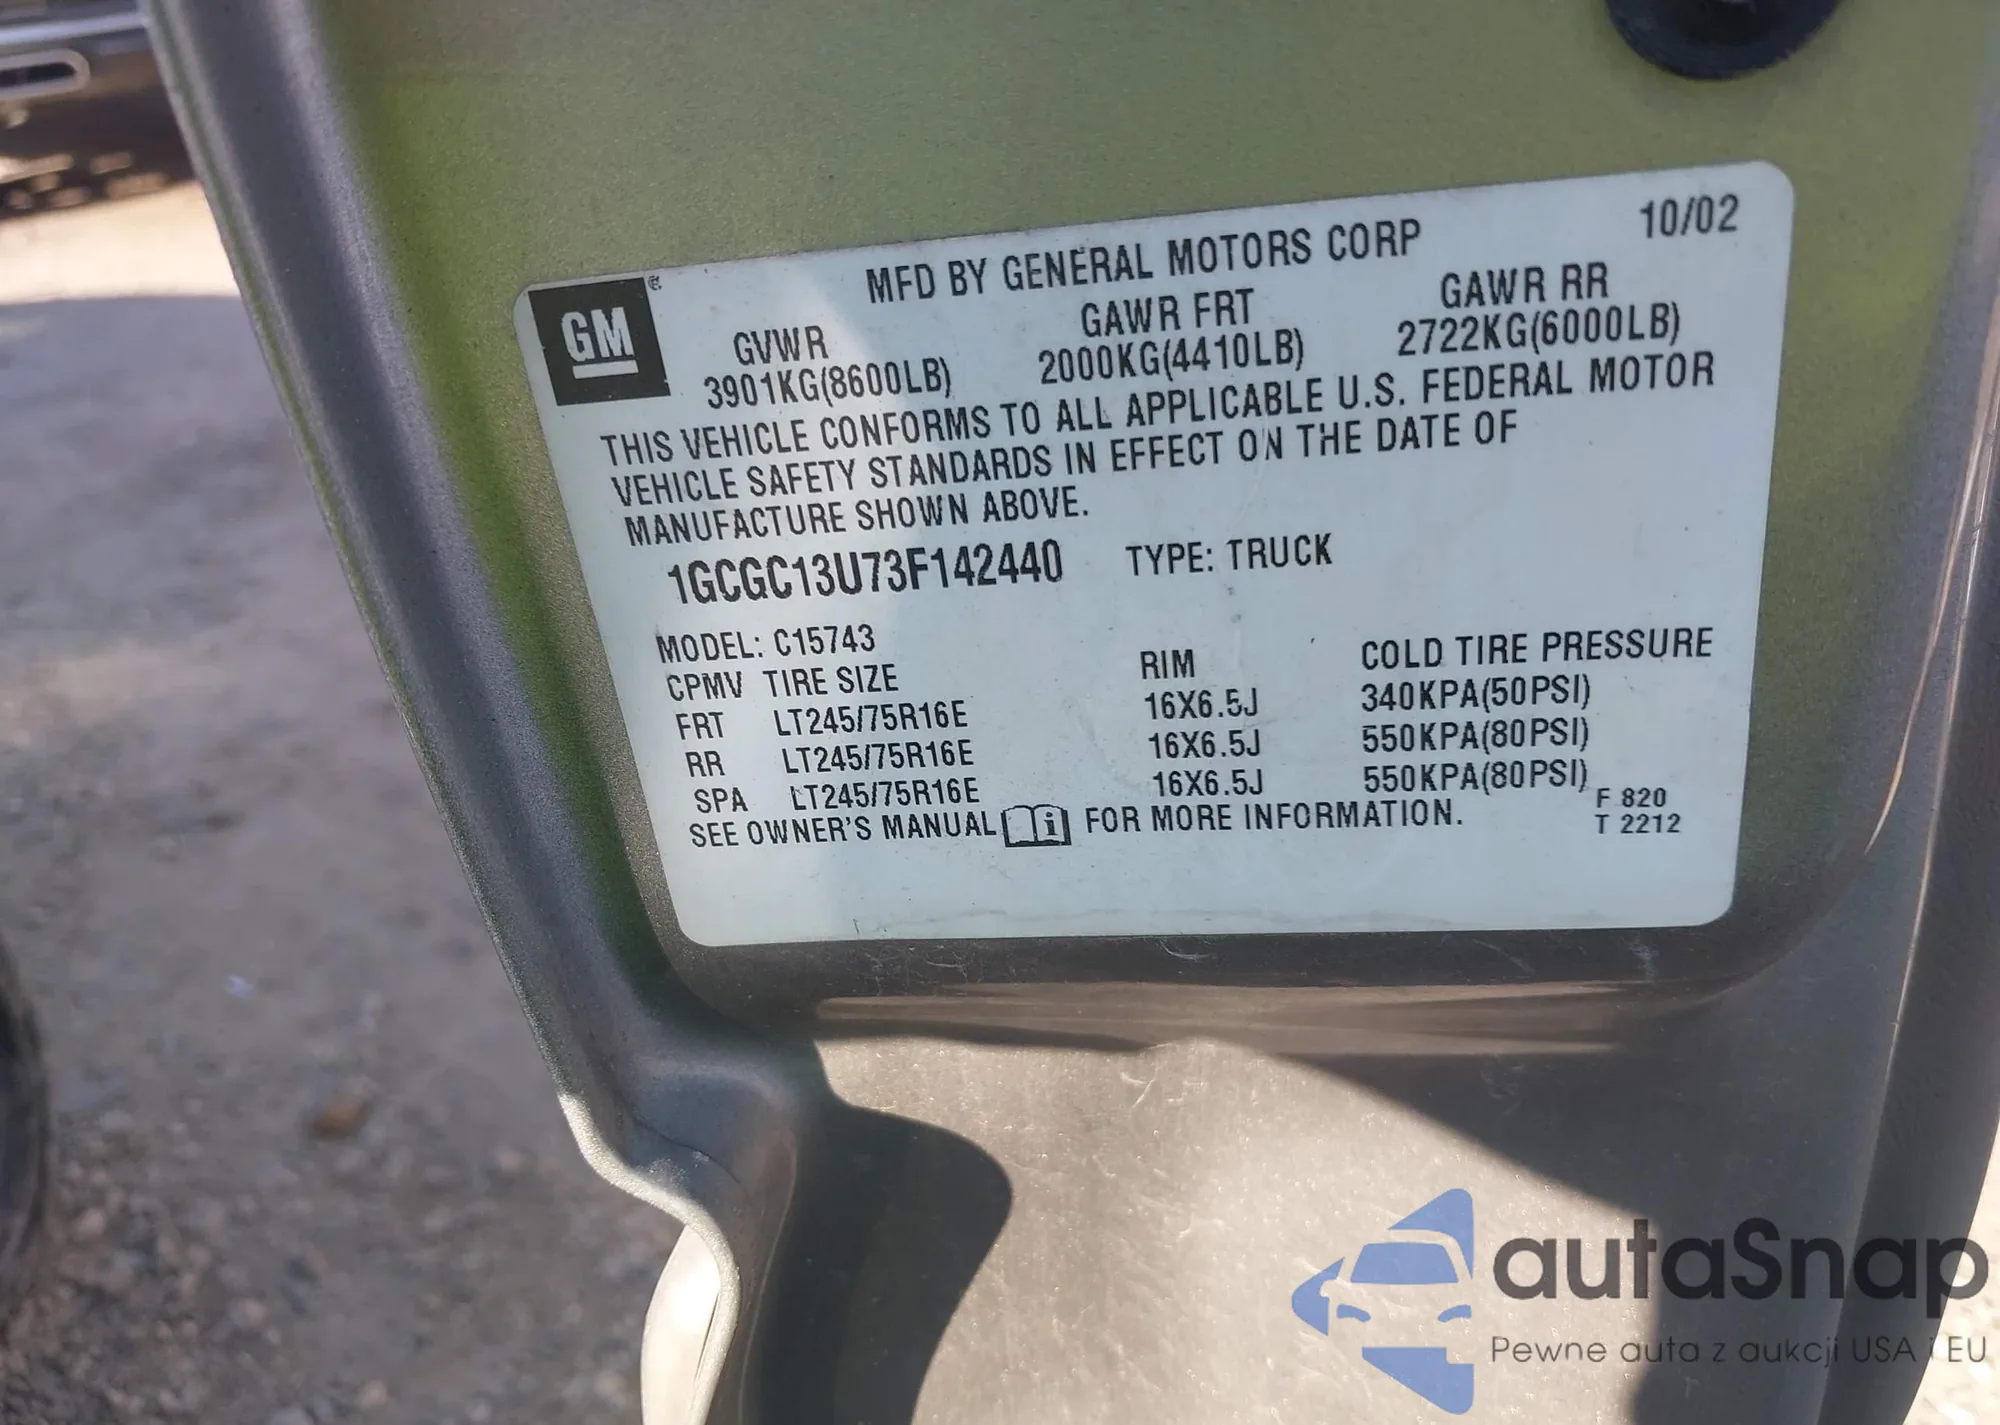 MFD BY GENERAL MOTORS CORP 10/02
GM
GVWR GAWR FRT GAWR RR
3901KG(8600LB) 2000KG(4410LB) 2722KG(6000LB)
THIS VEHICLE CONFORMS TO ALL APPLICABLE U.S. FEDERAL MOTOR
VEHICLE SAFETY STANDARDS IN EFFECT ON THE DATE OF
MANUFACTURE SHOWN ABOVE.
1GCGC13U73F142440 TYPE: TRUCK
MODEL: C15743
CPMV TIRE SIZE RIM COLD TIRE PRESSURE
FRT LT245/75R16E 16X6.5J 340KPA(50PSI)
RR LT245/75R16E 16X6.5J 550KPA(80PSI)
SPA LT245/75R16E 16X6.5J 550KPA(80PSI)
SEE OWNER'S MANUAL i FOR MORE INFORMATION.
F 820
T 2212
autaSnap
Pewne auta z aukcji USA i EU